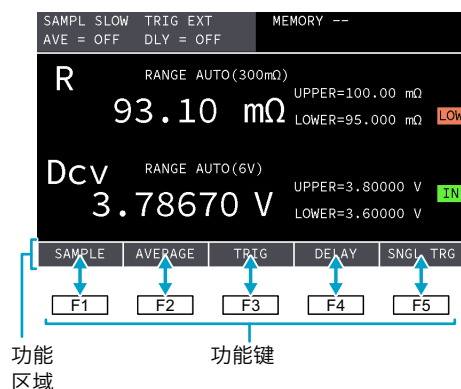 SAMPL SLOW TRIG EXT MEMORY --
AVE = OFF DLY = OFF
R RANGE AUTO(300mΩ)
93.10 mΩ
UPPER=100.00 mΩ
LOWER=95.000 mΩ
LOW
Dcv RANGE AUTO(6V)
3.78670 V
UPPER=3.80000 V
LOWER=3.60000 V
IN
SAMPLE AVERAGE TRIG DELAY SNGL TRG
F1 F2 F3 F4 F5
功能
区域
功能键